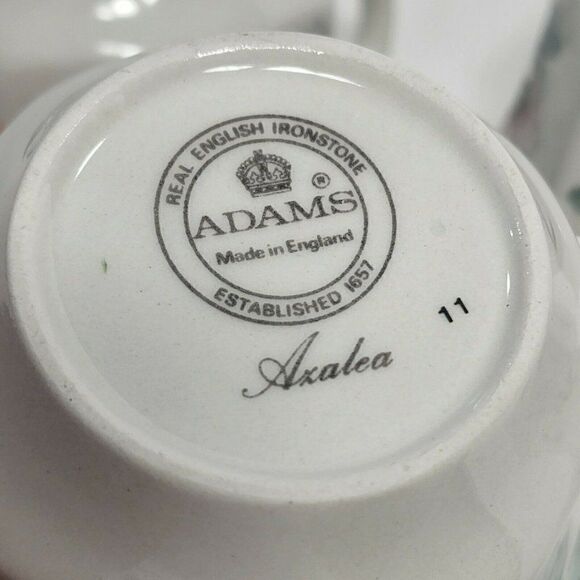 REAL ENGLISH IRONSTONE
®
ADAMS
Made in England
ESTABLISHED 1657
11
Azalea